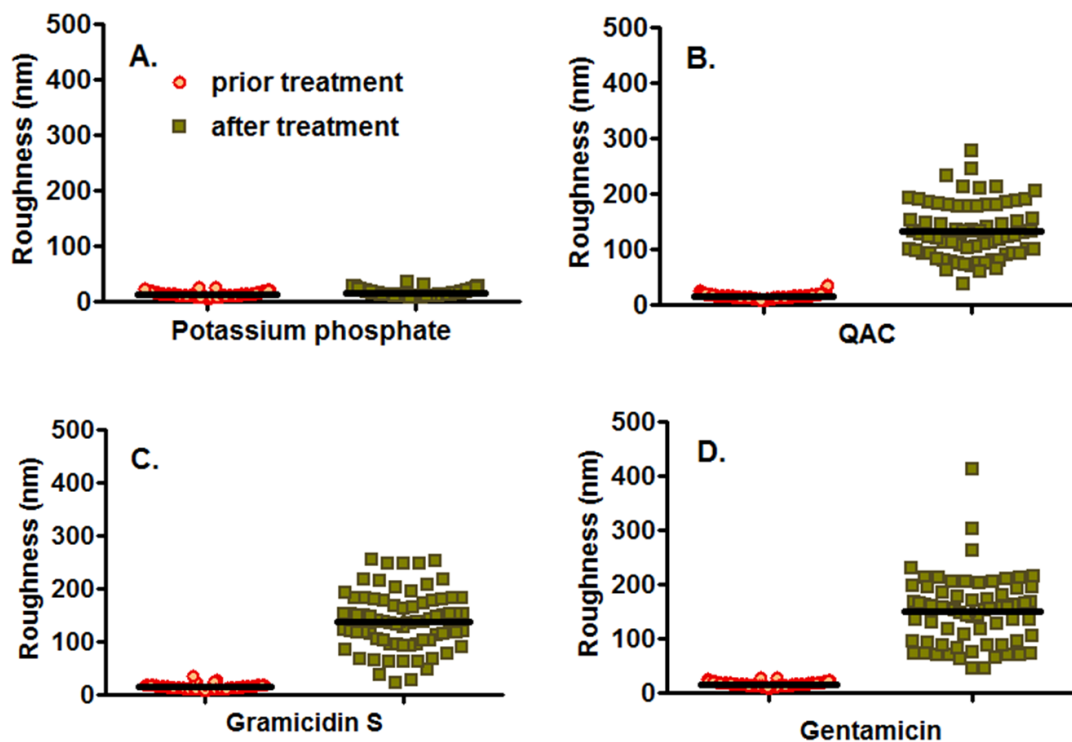 A.
prior treatment
after treatment
Roughness (nm)
500
400
300
200
100
0
Potassium phosphate
B.
Roughness (nm)
500
400
300
200
100
0
QAC
C.
Roughness (nm)
500
400
300
200
100
0
Gramicidin S
D.
Roughness (nm)
500
400
300
200
100
0
Gentamicin